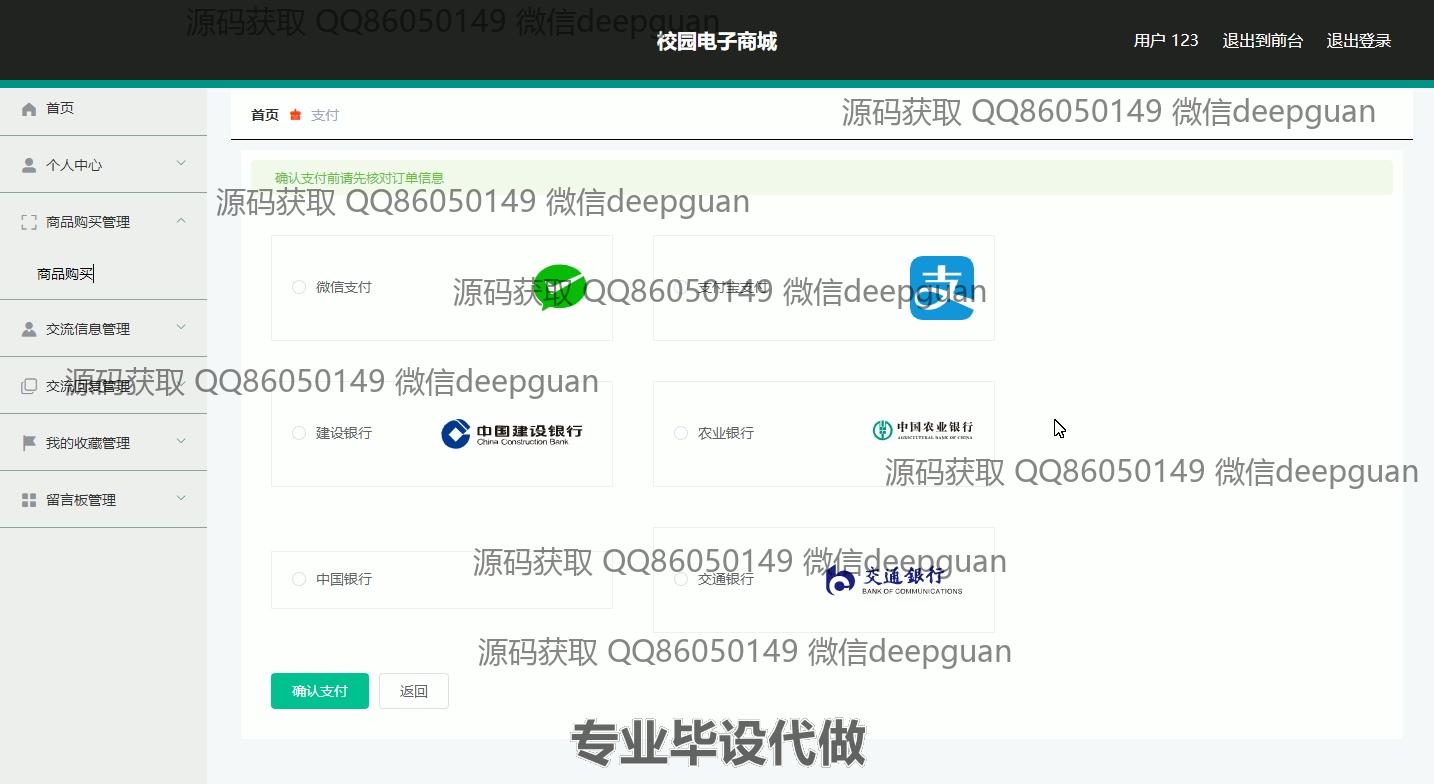 源码获取 QQ86050149 微信deepguan
校园电子商城
用户 123
退出到前台
退出登录
首页
个人中心
商品购买管理
商品购买
交流信息管理
交流回复管理
我的收藏管理
留言板管理
首页 支付
源码获取 QQ86050149 微信deepguan
确认支付前请先核对订单信息
源码获取 QQ86050149 微信deepguan
微信支付
支付宝支付
支
源码获取 QQ86050149 微信deepguan
源码获取 QQ86050149 微信deepguan
建设银行
中国建设银行
China Construction Bank
农业银行
中国农业银行
AGRICULTURAL BANK OF CHINA
源码获取 QQ86050149 微信deepguan
源码获取 QQ86050149 微信deepguan
中国银行
交通银行
交通銀行
BANK OF COMMUNICATIONS
源码获取 QQ86050149 微信deepguan
确认支付
返回
专业毕设代做